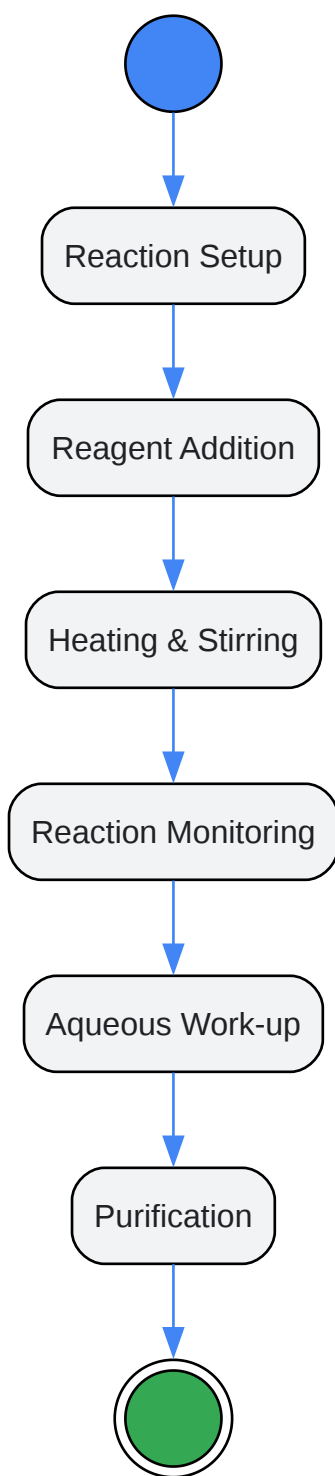 Reaction Setup
Reagent Addition
Heating & Stirring
Reaction Monitoring
Aqueous Work-up
Purification